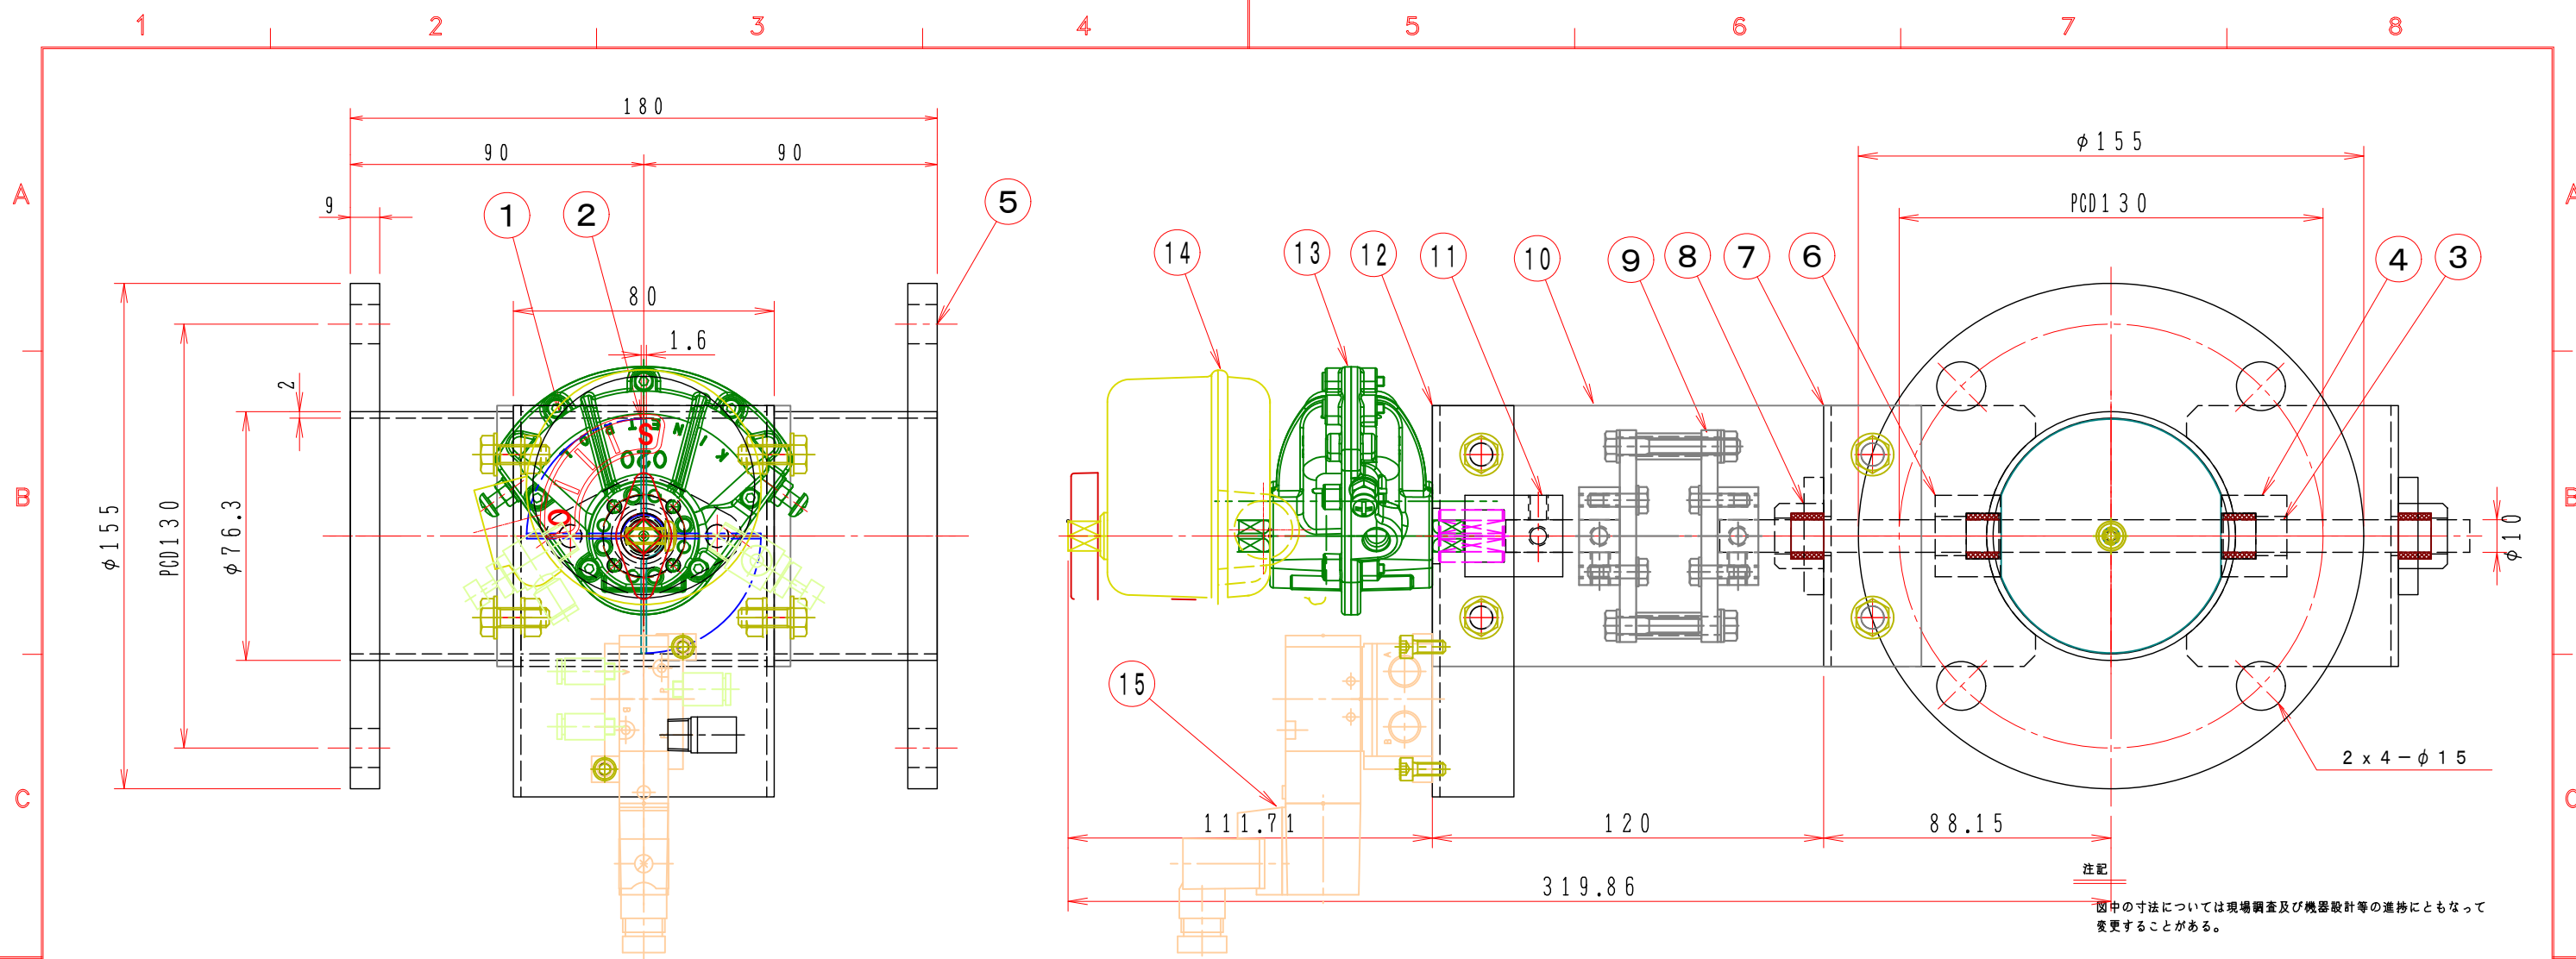 1 2 3 4 5 6 7 8
A A
B B
C C
180
90 90
9
80
1.6
2
φ155
PCD130
φ76.3
1 2 5
KINETROL
S
020
O
A
P
B
14 13 12 11 10 9 8 7 6 4 3
15
φ155
PCD130
φ10
2x4-φ15
A
B
111.71 120 88.15
319.86
注記
図中の寸法については現場調査及び機器設計等の進捗にともなって
変更することがある。